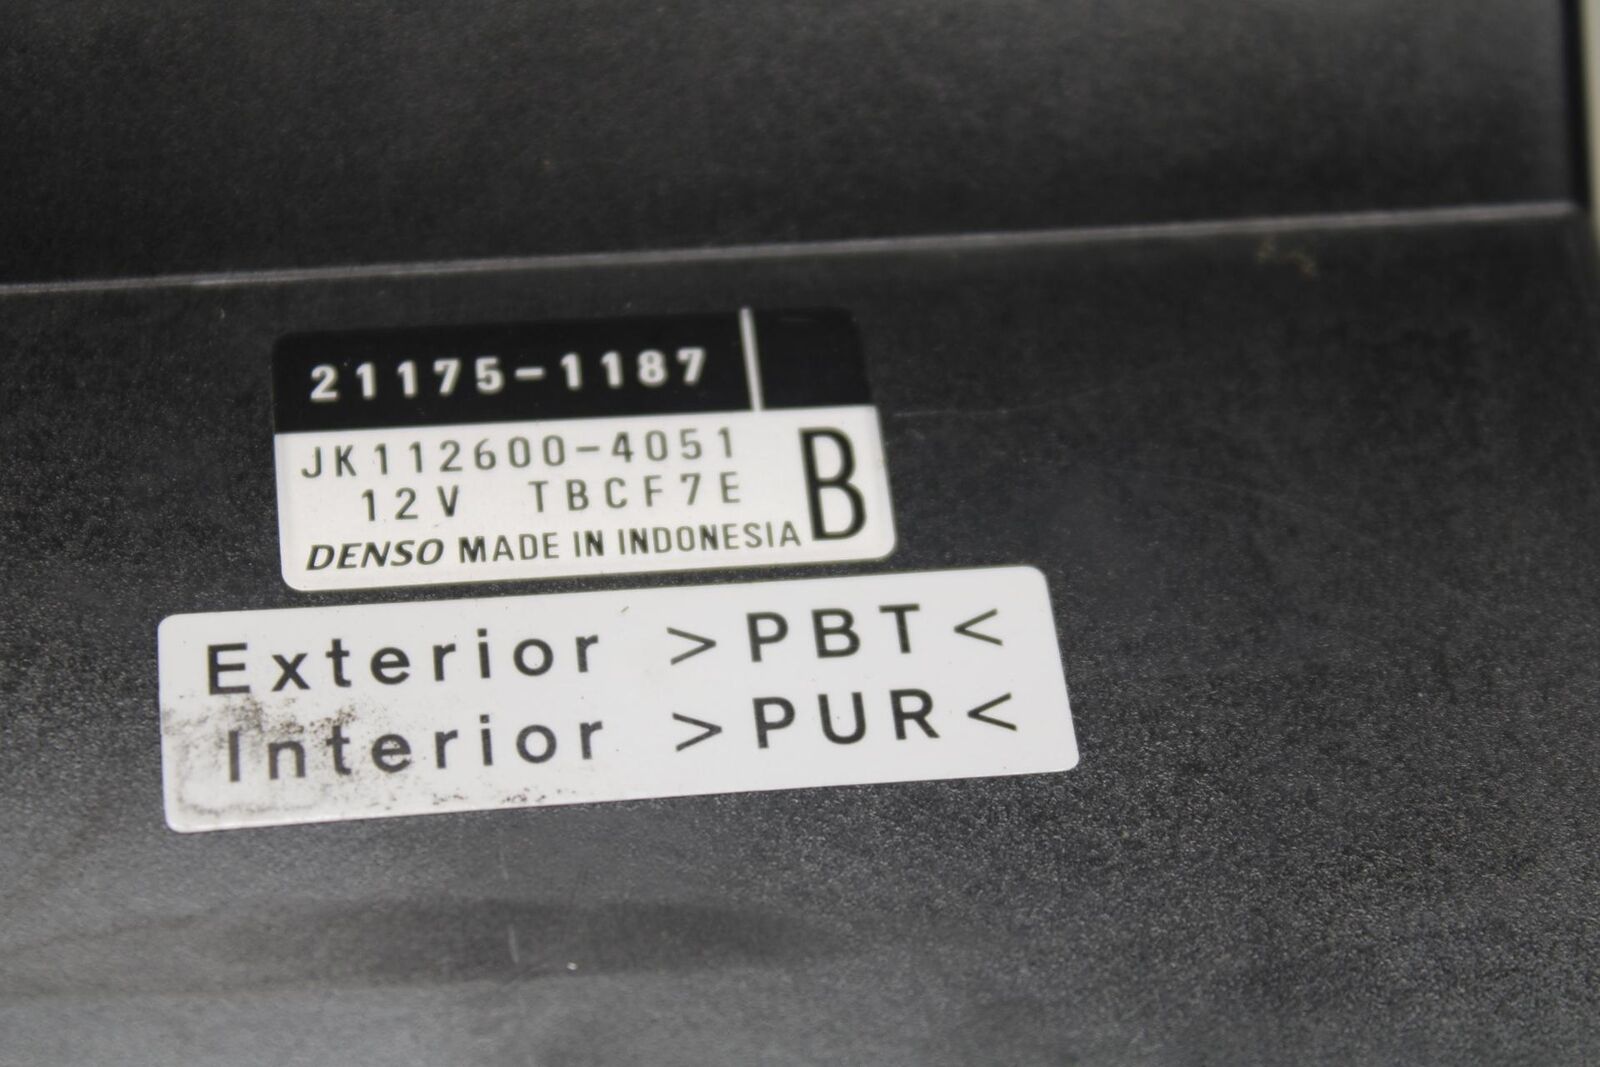 21175-1187
JK112600-4051
12V TBCF7E
B
DENSO MADE IN INDONESIA
Exterior >PBT<
Interior >PUR<